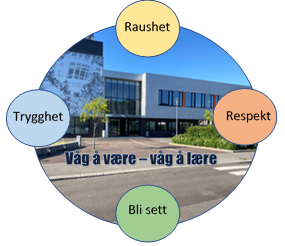 Raushet
Trygghet
Respekt
Våg å være – våg å lære
Bli sett